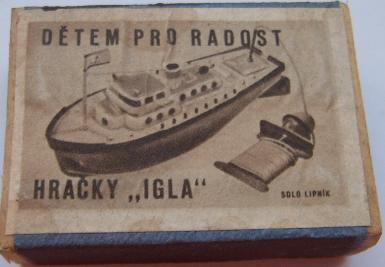 DĚTEM PRO RADOST
HRAČKY „IGLA"
SOLO LIPNÍK